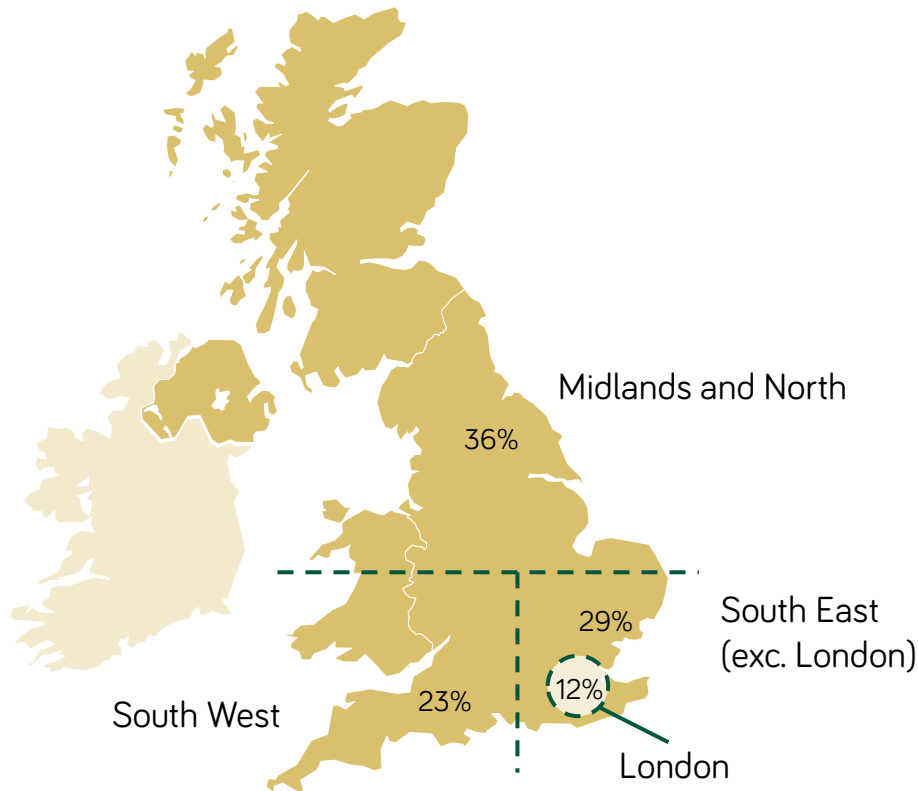 Midlands and North
36%
29%
South East
(exc. London)
12%
23%
South West
London